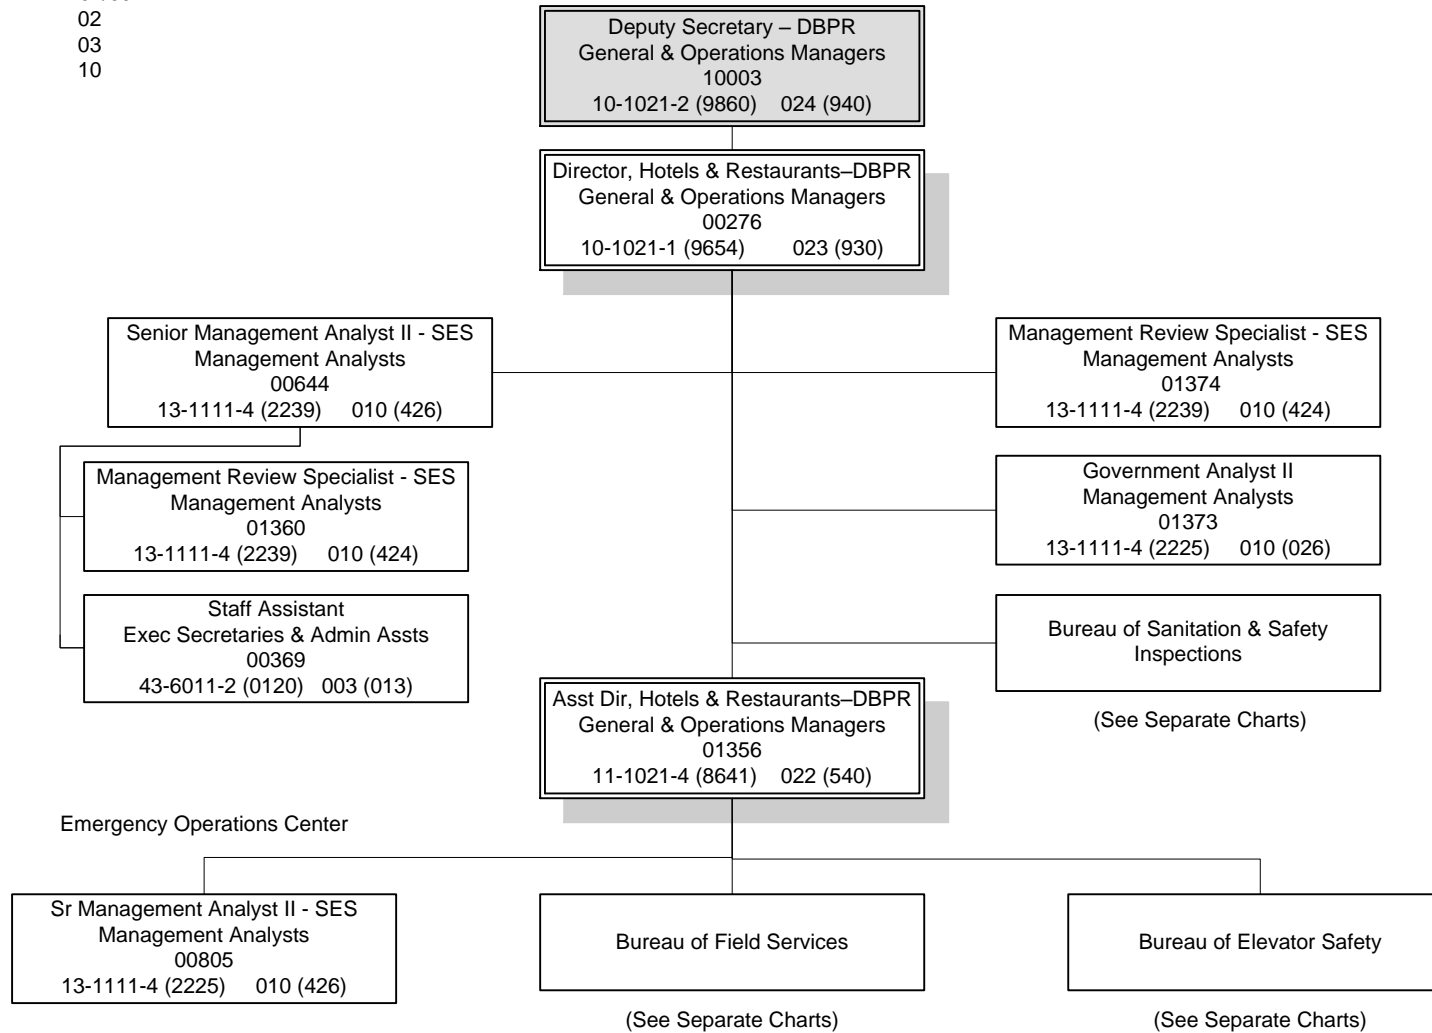 02
03
10
Deputy Secretary – DBPR
General & Operations Managers
10003
10-1021-2 (9860) 024 (940)
Director, Hotels & Restaurants–DBPR
General & Operations Managers
00276
10-1021-1 (9654) 023 (930)
Senior Management Analyst II - SES
Management Analysts
00644
13-1111-4 (2239) 010 (426)
Management Review Specialist - SES
Management Analysts
01374
13-1111-4 (2239) 010 (424)
Management Review Specialist - SES
Management Analysts
01360
13-1111-4 (2239) 010 (424)
Government Analyst II
Management Analysts
01373
13-1111-4 (2225) 010 (026)
Staff Assistant
Exec Secretaries & Admin Assts
00369
43-6011-2 (0120) 003 (013)
Bureau of Sanitation & Safety
Inspections
(See Separate Charts)
Asst Dir, Hotels & Restaurants–DBPR
General & Operations Managers
01356
11-1021-4 (8641) 022 (540)
Emergency Operations Center
Sr Management Analyst II - SES
Management Analysts
00805
13-1111-4 (2225) 010 (426)
Bureau of Field Services
(See Separate Charts)
Bureau of Elevator Safety
(See Separate Charts)